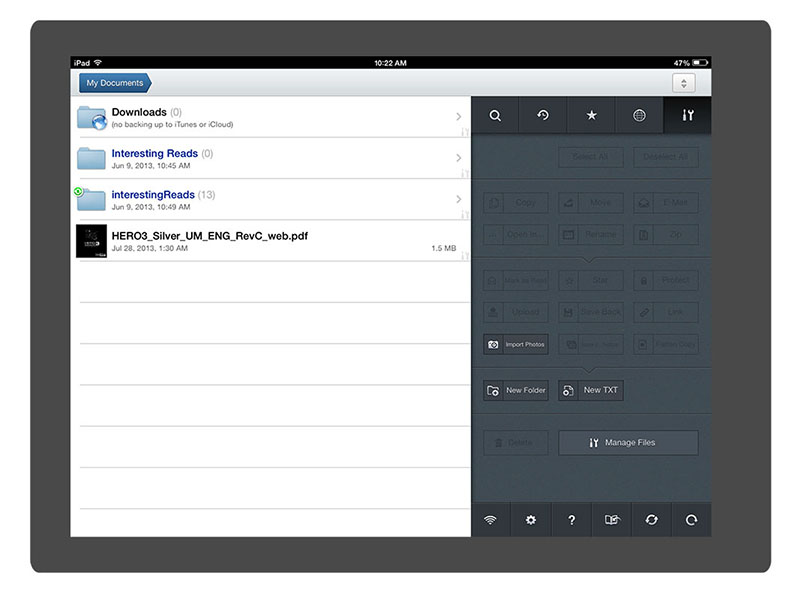 iPad
10:22 AM
47%
My Documents
Downloads (0)
(no backing up to iTunes or iCloud)
Interesting Reads (0)
Jun 9, 2013, 10:45 AM
interestingReads (13)
Jun 9, 2013, 10:49 AM
HERO3_Silver_UM_ENG_RevC_web.pdf
Jul 28, 2013, 1:30 AM
1.5 MB
Select All
Deselect All
Copy
Move
E-Mail
Open In...
Rename
Zip
Mark as Read
Star
Protect
Upload
Save Back
Link
Import Photos
Flatten Copy
New Folder
New TXT
Delete
Manage Files
?